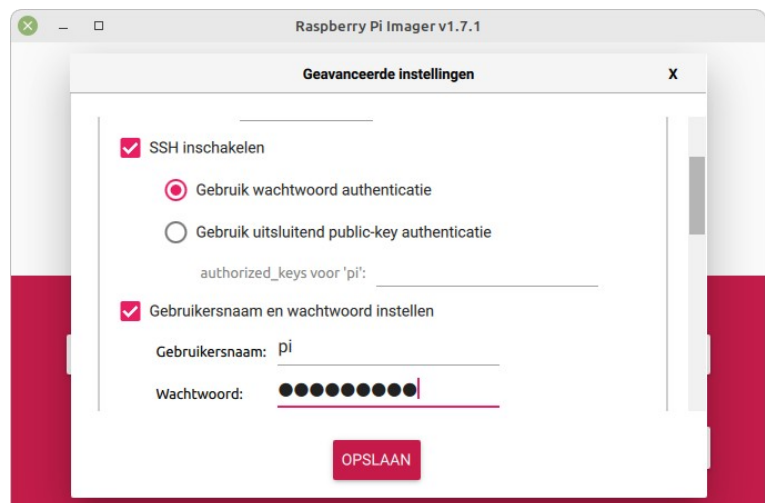 Raspberry Pi Imager v1.7.1
Geavanceerde instellingen X
SSH inschakelen
Gebruik wachtwoord authenticatie
Gebruik uitsluitend public-key authenticatie
authorized_keys voor 'pi':
Gebruikersnaam en wachtwoord instellen
Gebruikersnaam: pi
Wachtwoord: ●●●●●●●●●
OPSLAAN